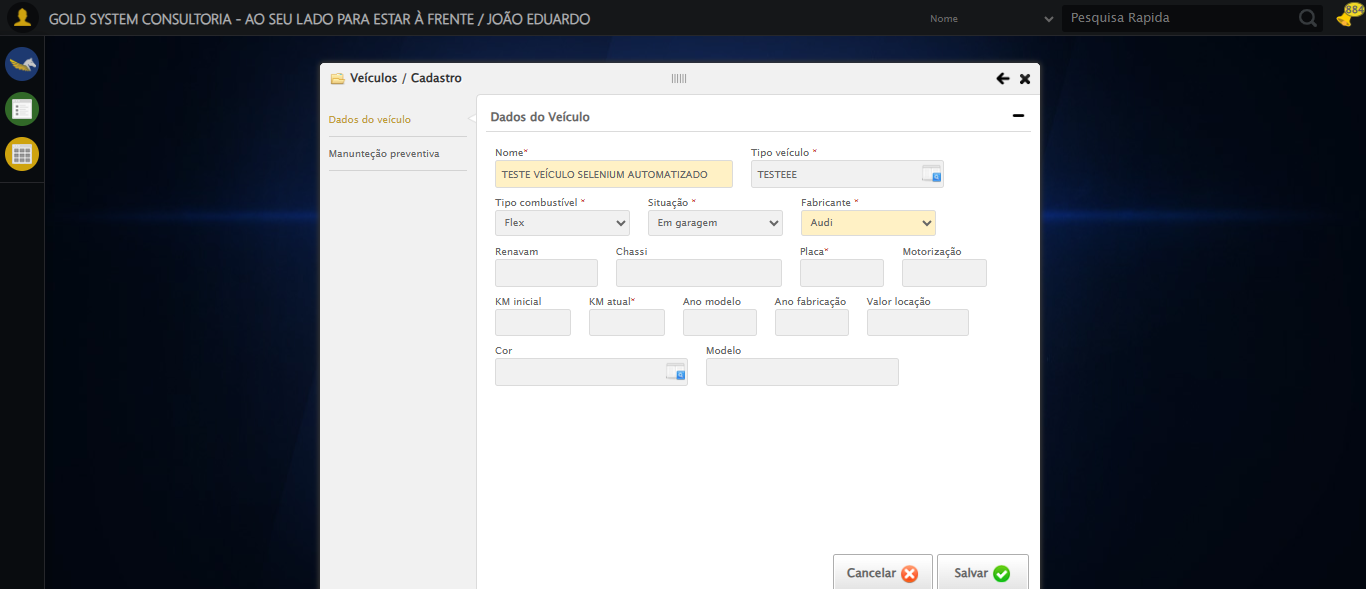 GOLD SYSTEM CONSULTORIA - AO SEU LADO PARA ESTAR À FRENTE / JOÃO EDUARDO
Nome
Pesquisa Rapida
884
Veículos / Cadastro
Dados do veículo
Manunteção preventiva
Dados do Veículo
Nome*
Tipo veículo *
TESTE VEÍCULO SELENIUM AUTOMATIZADO
TESTEEE
Tipo combustível *
Situação *
Fabricante *
Flex
Em garagem
Audi
Renavam
Chassi
Placa*
Motorização
KM inicial
KM atual*
Ano modelo
Ano fabricação
Valor locação
Cor
Modelo
Cancelar
Salvar